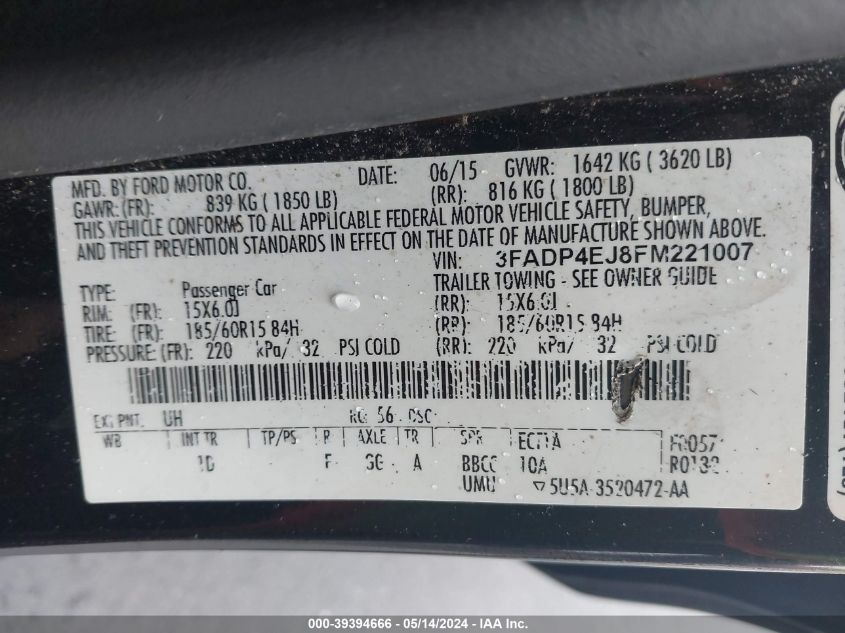 MFD. BY FORD MOTOR CO. DATE: 06/15 GVWR: 1642 KG ( 3620 LB)
GAWR: (FR): 839 KG ( 1850 LB) (RR): 816 KG ( 1800 LB)
THIS VEHICLE CONFORMS TO ALL APPLICABLE FEDERAL MOTOR VEHICLE SAFETY, BUMPER,
AND THEFT PREVENTION STANDARDS IN EFFECT ON THE DATE OF MANUFACTURE SHOWN ABOVE.
VIN: 3FADP4EJ8FM221007
TYPE: Passenger Car TRAILER TOWING - SEE OWNER GUIDE
RIM: (FR): 15X6.0J (RR): 15X6.0J
TIRE: (FR): 185/60R15 84H (RR): 185/60R15 84H
PRESSURE: (FR): 220 kPa/ 32 PSI COLD (RR): 220 kPa/ 32 PSI COLD
EXT PNT: UH RC: 56 DSO:
WB INT TR TP/PS R AXLE TR SPR ECT1A
A BBCC 10A
UMU ▽ 5U5A-3520472-AA
000-39394666 - 05/14/2024 - IAA Inc.